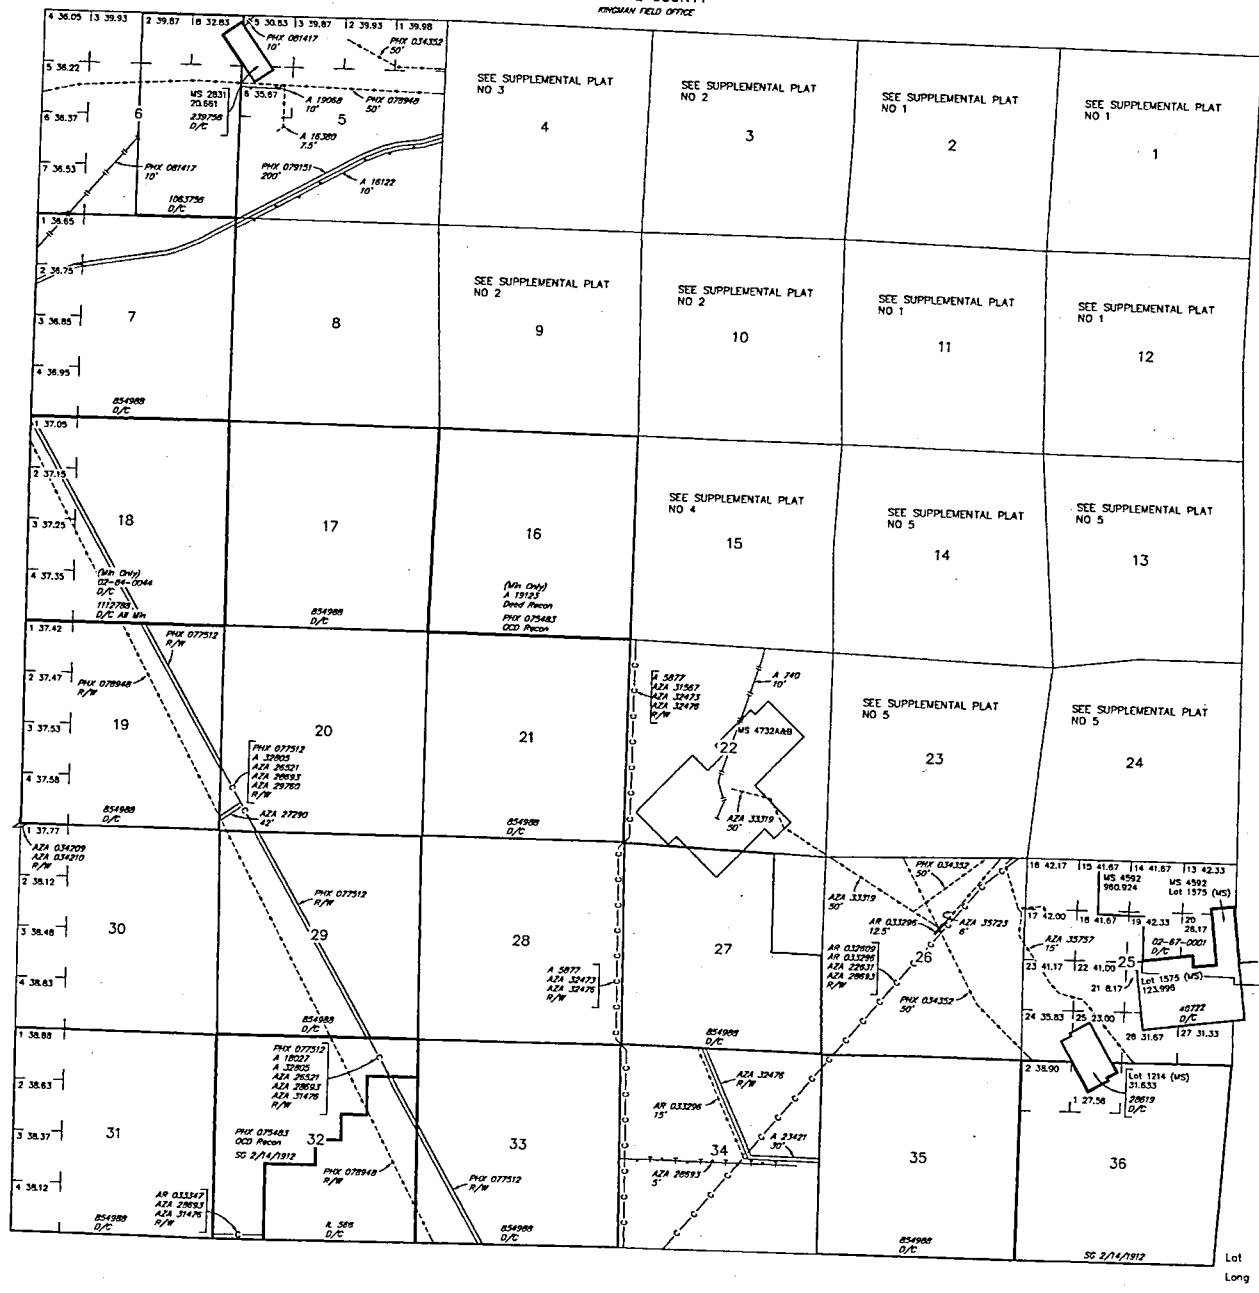 KINGMAN FIELD OFFICE
4 36.05
3 39.93
2 39.87
8 32.83
5 30.83
3 39.87
2 39.93
1 39.98
PHX 081417
10'
PHX 034352
50'
5 36.22
MS 2831
20.661
239756
D/C
6 35.67
A 19068
10'
PHX 078948
50'
6 36.37
6
5
A 16380
7.5'
7 36.53
PHX 081417
10'
PHX 079151
200'
A 16122
10'
1063756
D/C
SEE SUPPLEMENTAL PLAT
NO 3
4
SEE SUPPLEMENTAL PLAT
NO 2
3
SEE SUPPLEMENTAL PLAT
NO 1
2
SEE SUPPLEMENTAL PLAT
NO 1
1
1 36.65
2 36.75
3 36.85
4 36.95
7
854988
D/C
8
SEE SUPPLEMENTAL PLAT
NO 2
9
SEE SUPPLEMENTAL PLAT
NO 2
10
SEE SUPPLEMENTAL PLAT
NO 1
11
SEE SUPPLEMENTAL PLAT
NO 1
12
1 37.05
2 37.15
3 37.25
4 37.35
18
(Min Only)
02-84-0044
D/C
1112788
D/C All Min
17
854988
D/C
16
(Min Only)
A 19123
Deed Recon
PHX 075483
OCD Recon
SEE SUPPLEMENTAL PLAT
NO 4
15
SEE SUPPLEMENTAL PLAT
NO 5
14
SEE SUPPLEMENTAL PLAT
NO 5
13
1 37.42
2 37.47
3 37.53
4 37.58
PHX 077512
R/W
PHX 078948
R/W
19
854988
D/C
20
PHX 077512
A 32805
AZA 26521
AZA 28693
AZA 29760
R/W
AZA 27290
42'
21
854988
D/C
A 5877
AZA 31567
AZA 32473
AZA 32476
R/W
A 740
10'
MS 4732A&B
22
AZA 33319
50'
SEE SUPPLEMENTAL PLAT
NO 5
23
SEE SUPPLEMENTAL PLAT
NO 5
24
1 37.77
AZA 034209
AZA 034210
R/W
2 38.12
3 38.48
4 38.83
30
PHX 077512
R/W
29
854988
D/C
28
A 5877
AZA 32473
AZA 32476
R/W
27
854988
D/C
AZA 33319
50'
PHX 034352
50'
AR 033296
12.5'
AZA 35723
6'
AR 032609
AR 033296
AZA 22631
AZA 28693
R/W
26
PHX 034352
50'
16 42.17
15 41.67
14 41.67
13 42.33
MS 4592
960.924
MS 4592
Lot 1575 (MS)
17 42.00
18 41.67
19 42.33
20
26.17
AZA 35757
15'
02-67-0001
D/C
23 41.17
22 41.00
25
Lot 1575 (MS)
123.996
21 8.17
24 35.83
25 23.00
40722
D/C
26 31.67
27 31.33
1 38.88
2 38.63
3 38.37
4 38.12
31
854988
D/C
AR 033347
AZA 28693
AZA 31476
R/W
PHX 077512
A 18027
A 32805
AZA 26521
AZA 28693
AZA 31476
R/W
PHX 075483
OCD Recon
32
SG 2/14/1912
PHX 078948
R/W
IL 586
D/C
33
PHX 077512
R/W
854988
D/C
AZA 32476
R/W
AR 033296
15'
A 23421
30'
34
AZA 28693
5'
35
854988
D/C
2 38.90
1 27.56
Lot 1214 (MS)
31.633
28619
D/C
36
SG 2/14/1912
Lat
Long